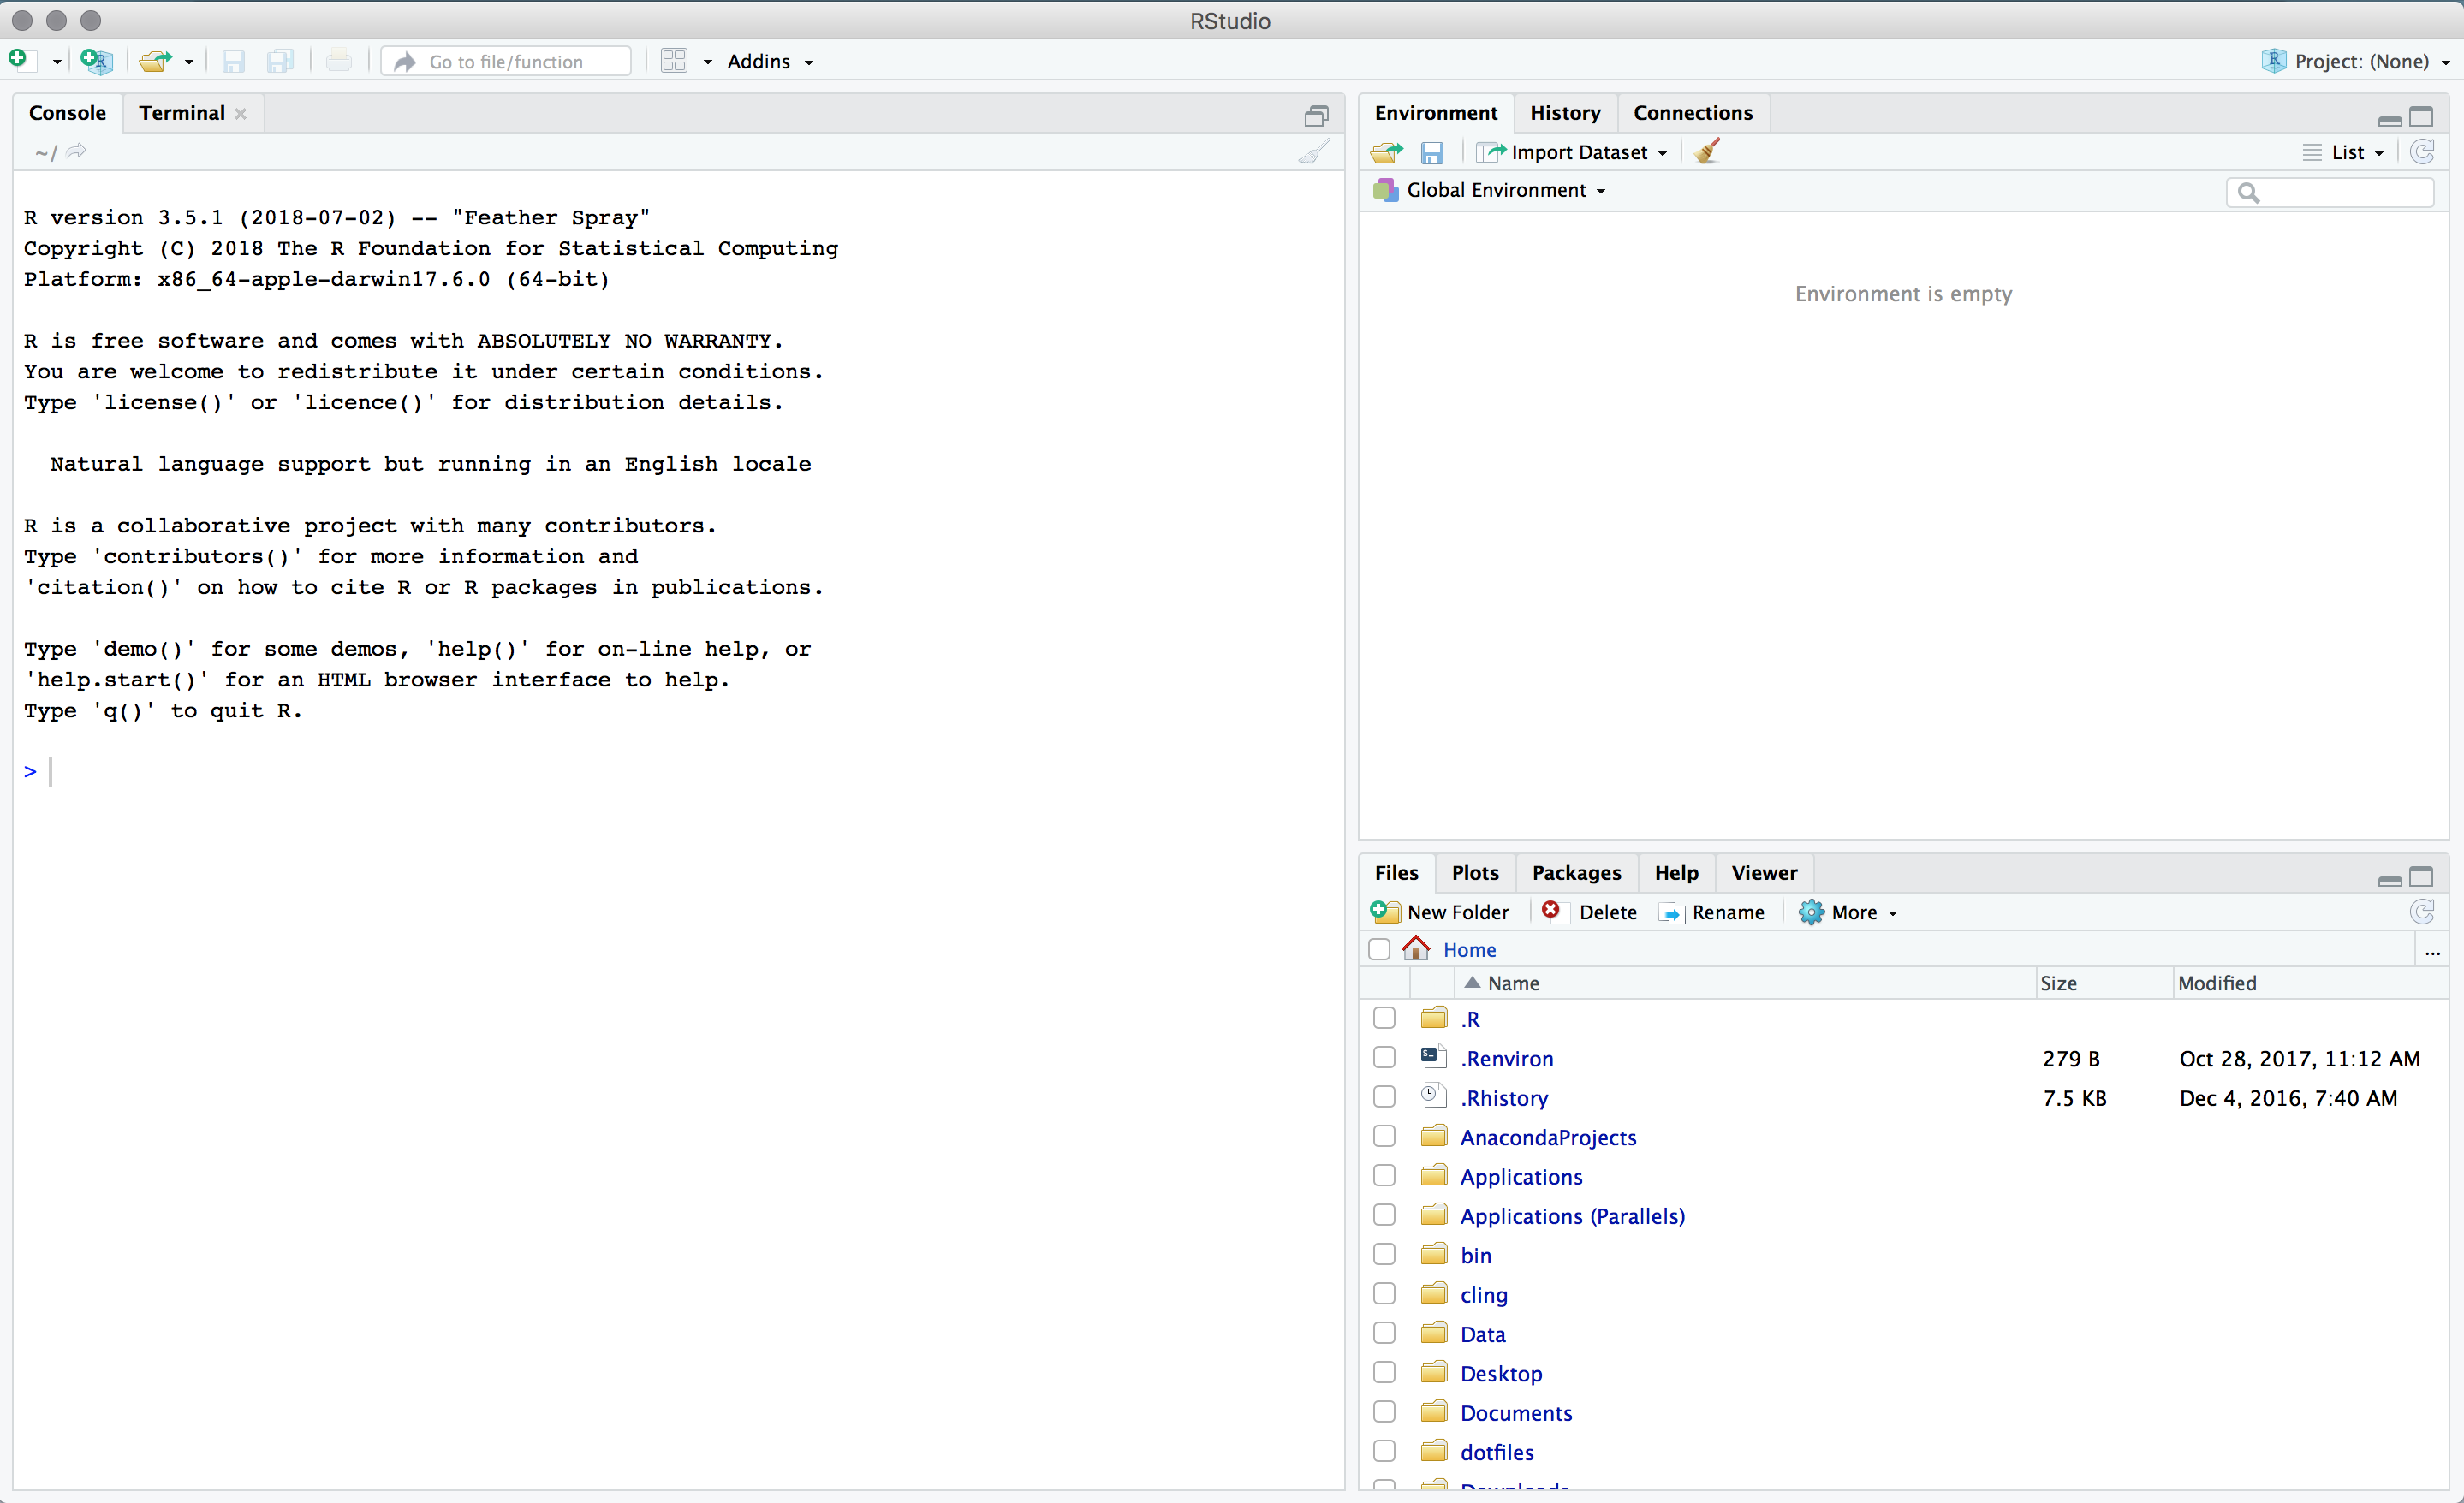 RStudio
Go to file/function
Addins
Project: (None)
Console
Terminal
~/
R version 3.5.1 (2018-07-02) -- "Feather Spray"
Copyright (C) 2018 The R Foundation for Statistical Computing
Platform: x86_64-apple-darwin17.6.0 (64-bit)
R is free software and comes with ABSOLUTELY NO WARRANTY.
You are welcome to redistribute it under certain conditions.
Type 'license()' or 'licence()' for distribution details.
Natural language support but running in an English locale
R is a collaborative project with many contributors.
Type 'contributors()' for more information and
'citation()' on how to cite R or R packages in publications.
Type 'demo()' for some demos, 'help()' for on-line help, or
'help.start()' for an HTML browser interface to help.
Type 'q()' to quit R.
>
Environment History Connections
Import Dataset List
Global Environment
Environment is empty
Files Plots Packages Help Viewer
New Folder Delete Rename More
Home ...
Name Size Modified
.R
.Renviron 279 B Oct 28, 2017, 11:12 AM
.Rhistory 7.5 KB Dec 4, 2016, 7:40 AM
AnacondaProjects
Applications
Applications (Parallels)
bin
cling
Data
Desktop
Documents
dotfiles
Downloads